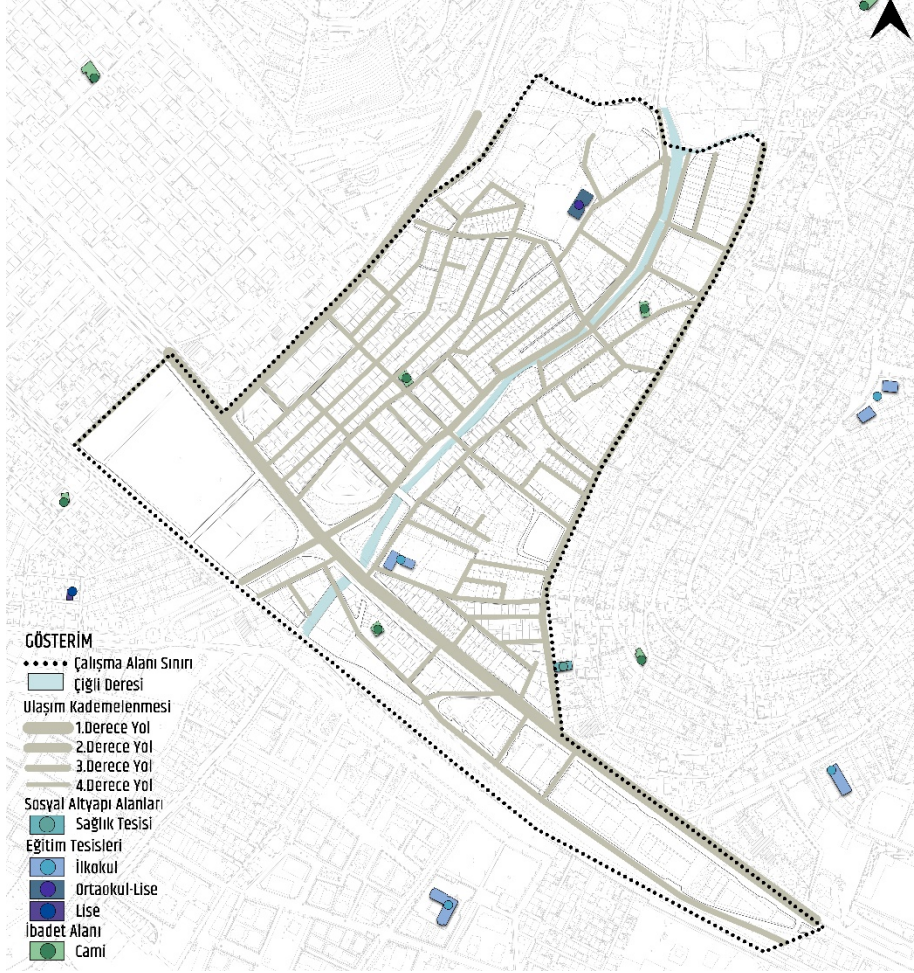 GÖSTERİM
Çalışma Alanı Sınırı
Çiğli Deresi
Ulaşım Kademelenmesi
1.Derece Yol
2.Derece Yol
3.Derece Yol
4.Derece Yol
Sosyal Altyapı Alanları
Sağlık Tesisi
Eğitim Tesisleri
İlkokul
Ortaokul-Lise
Lise
İbadet Alanı
Cami